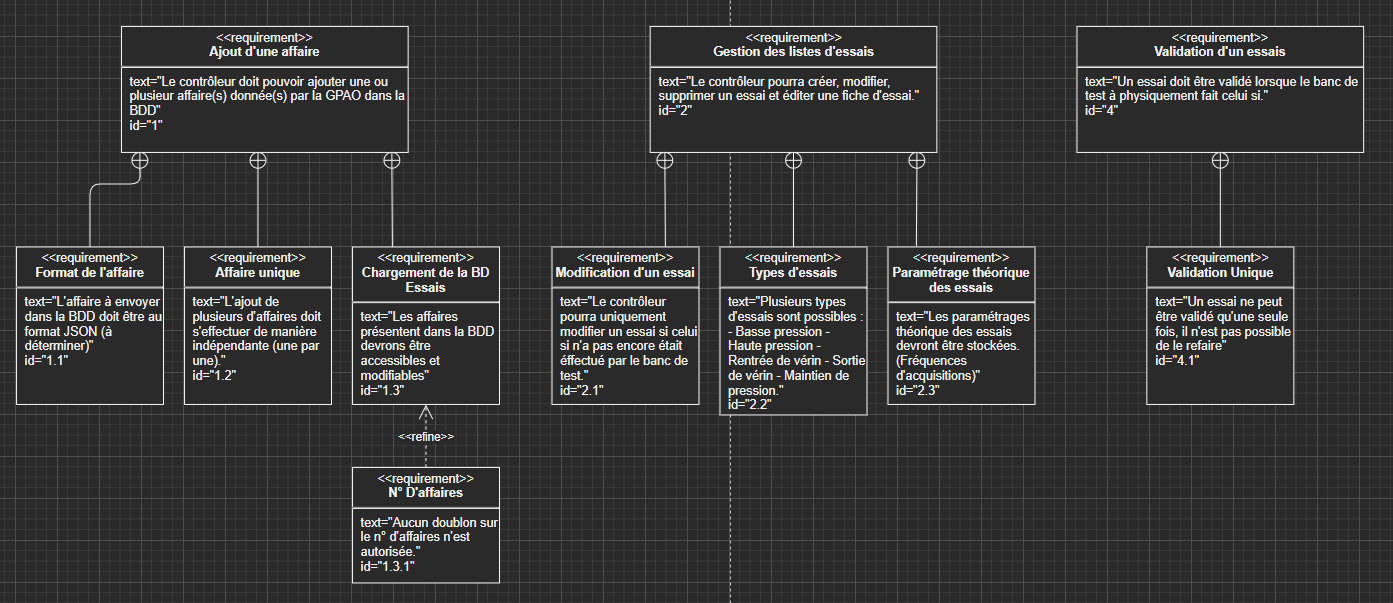 <<requirement>>
Ajout d'une affaire
text="Le contrôleur doit pouvoir ajouter une ou
plusieur affaire(s) donnée(s) par la GPAO dans la
BDD"
id="1"
<<requirement>>
Gestion des listes d'essais
text="Le contrôleur pourra créer, modifier,
supprimer un essai et éditer une fiche d'essai."
id="2"
<<requirement>>
Validation d'un essais
text="Un essai doit être validé lorsque le banc de
test à physiquement fait celui si."
id="4"
<<requirement>>
Format de l'affaire
text="L'affaire à envoyer
dans la BDD doit être au
format JSON (à
déterminer)"
id="1.1"
<<requirement>>
Affaire unique
text="L'ajout de
plusieurs d'affaires doit
s'effectuer de manière
indépendante (une par
une)."
id="1.2"
<<requirement>>
Chargement de la BD
Essais
text="Les affaires
présentent dans la BDD
devrons être
accessibles et
modifiables"
id="1.3"
<<requirement>>
Modification d'un essai
text="Le contrôleur
pourra uniquement
modifier un essai si celui
si n'a pas encore était
éffectué par le banc de
test."
id="2.1"
<<requirement>>
Types d'essais
text="Plusieurs types
d'essais sont possibles :
- Basse pression -
Haute pression -
Rentrée de vérin - Sortie
de vérin - Maintien de
pression."
id="2.2"
<<requirement>>
Paramétrage théorique
des essais
text="Les paramétrages
théorique des essais
devront être stockées.
(Fréquences
d'acquisitions)"
id="2.3"
<<requirement>>
Validation Unique
text="Un essai ne peut
être validé qu'une seule
fois, il n'est pas possible
de le refaire"
id="4.1"
<<refine>>
<<requirement>>
N° D'affaires
text="Aucun doublon sur
le n° d'affaires n'est
autorisée."
id="1.3.1"